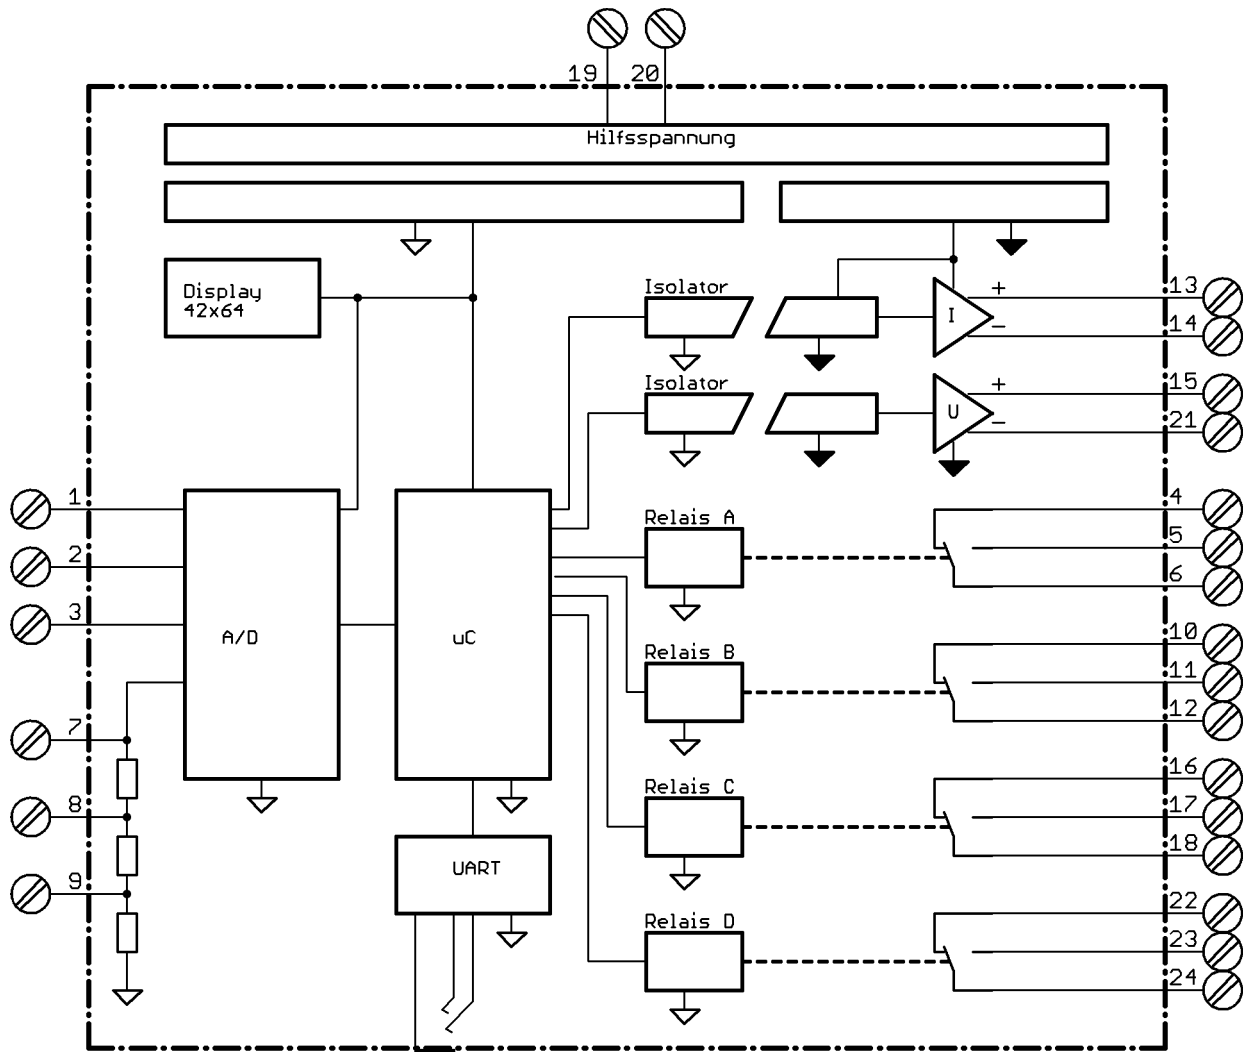 19 20
Hilfsspannung
Display
42x64
Isolator
I
+
−
13
14
Isolator
U
+
−
15
21
1
2
3
7
8
9
A/D
uC
UART
Relais A
4
5
6
Relais B
10
11
12
Relais C
16
17
18
Relais D
22
23
24